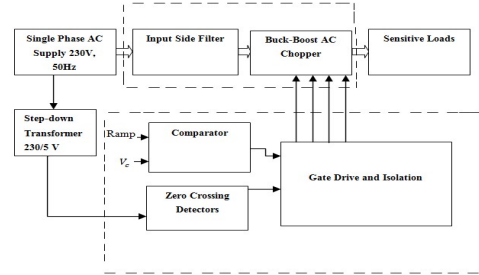 Single Phase AC
Supply 230V,
50Hz
Input Side Filter
Buck-Boost AC
Chopper
Sensitive Loads
Step-down
Transformer
230/5 V
Ramp
Vc
Comparator
Zero Crossing
Detectors
Gate Drive and Isolation